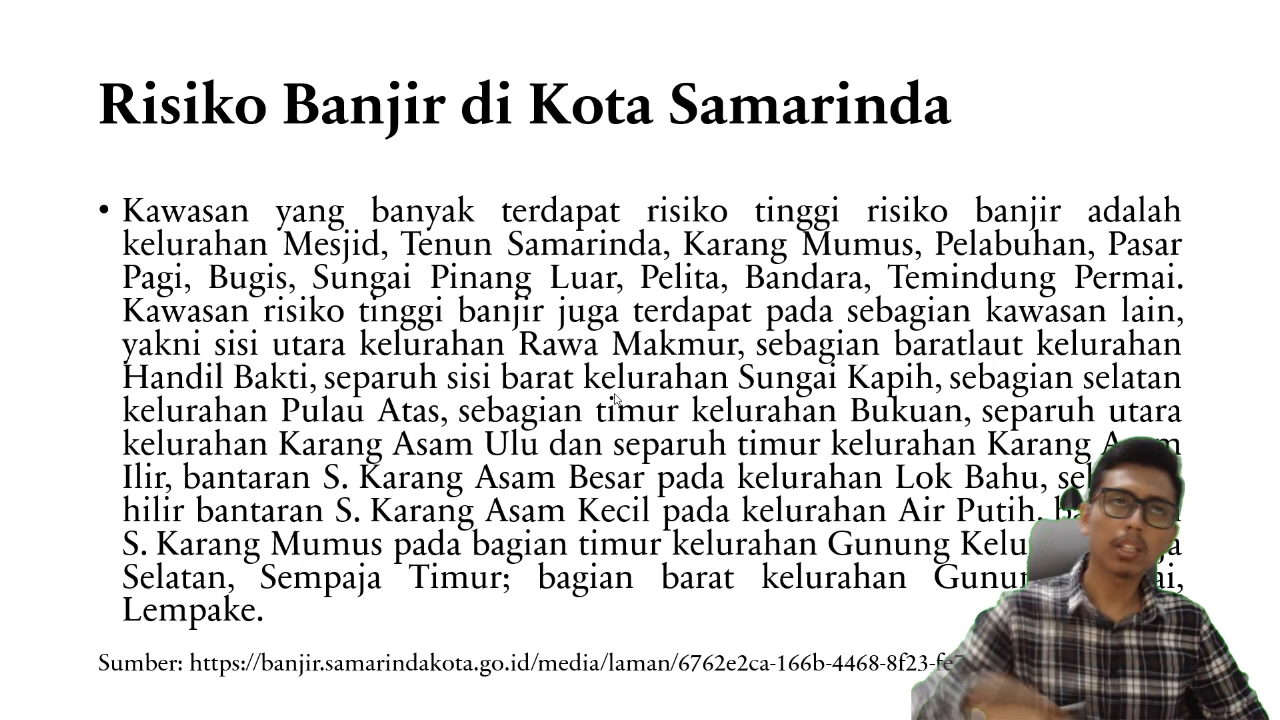 Risiko Banjir di Kota Samarinda
• Kawasan yang banyak terdapat risiko tinggi risiko banjir adalah
kelurahan Mesjid, Tenun Samarinda, Karang Mumus, Pelabuhan, Pasar
Pagi, Bugis, Sungai Pinang Luar, Pelita, Bandara, Temindung Permai.
Kawasan risiko tinggi banjir juga terdapat pada sebagian kawasan lain,
yakni sisi utara kelurahan Rawa Makmur, sebagian baratlaut kelurahan
Handil Bakti, separuh sisi barat kelurahan Sungai Kapih, sebagian selatan
kelurahan Pulau Atas, sebagian timur kelurahan Bukuan, separuh utara
kelurahan Karang Asam Ulu dan separuh timur kelurahan Karang
Ilir, bantaran S. Karang Asam Besar pada kelurahan Lok Bahu,
hilir bantaran S. Karang Asam Kecil pada kelurahan Air Putih,
S. Karang Mumus pada bagian timur kelurahan Gunung
Selatan, Sempaja Timur; bagian barat kelurahan
Lempake.
Sumber: https://banjir.samarindakota.go.id/media/laman/6762e2ca-166b-4468-8f23-